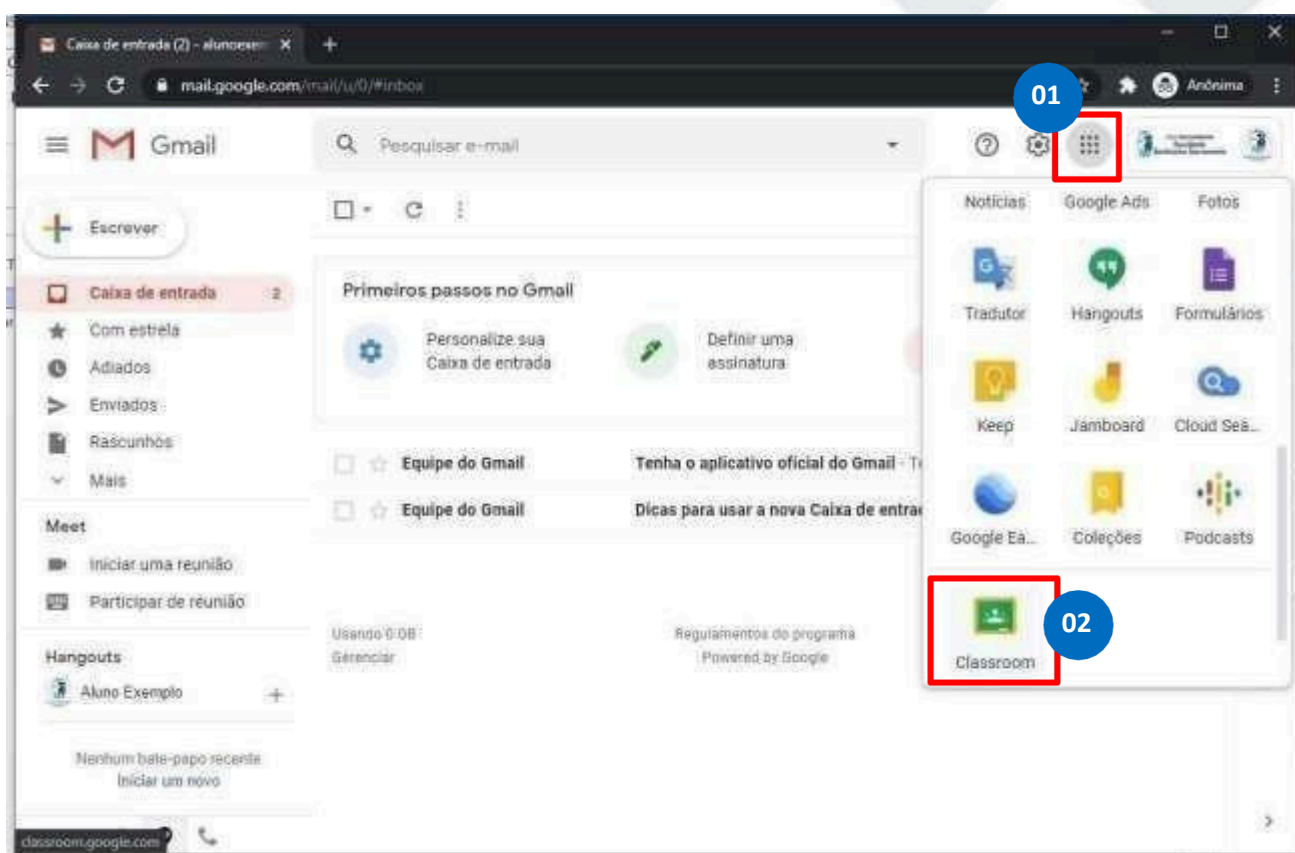 Caixa de entrada (2) - alunoexem
mail.google.com/mail/u/0/#inbox
Anônima
01
Gmail
Pesquisar e-mail
Escrever
Caixa de entrada 2
Com estrela
Adiados
Enviados
Rascunhos
Mais
Meet
Iniciar uma reunião
Participar de reunião
Hangouts
Aluno Exemplo
Nenhum bate-papo recente
Iniciar um novo
classroom.google.com
Primeiros passos no Gmail
Personalize sua
Caixa de entrada
Definir uma
assinatura
Equipe do Gmail Tenha o aplicativo oficial do Gmail - T
Equipe do Gmail Dicas para usar a nova Caixa de entra
Usando 0 GB
Gerenciar
Regulamentos do programa
Powered by Google
Notícias Google Ads Fotos
Tradutor Hangouts Formulários
Keep Jamboard Cloud Sea...
Google Ea... Coleções Podcasts
Classroom
02